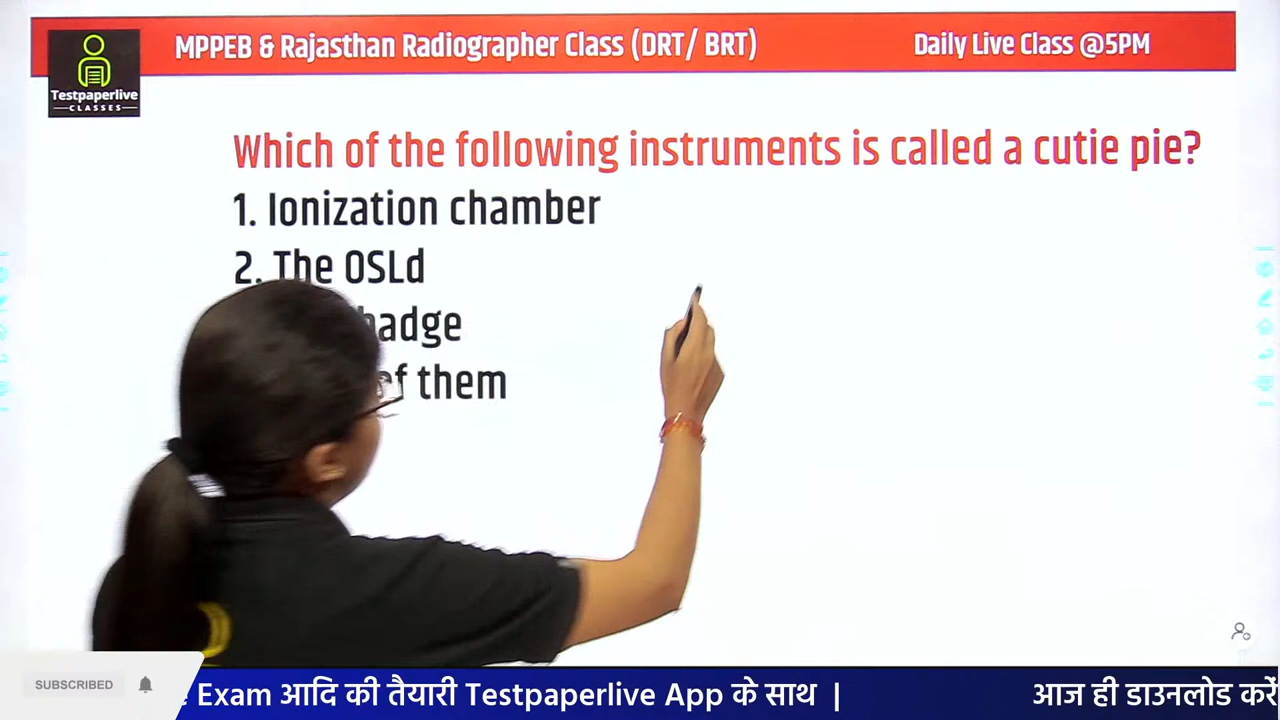 MPPEB & Rajasthan Radiographer Class (DRT/ BRT)
Daily Live Class @5PM
Testpaperlive
CLASSES
Which of the following instruments is called a cutie pie?
1. Ionization chamber
2. The OSLd
badge
of them
SUBSCRIBED
Exam आदि की तैयारी Testpaperlive App के साथ |
आज ही डाउनलोड करें